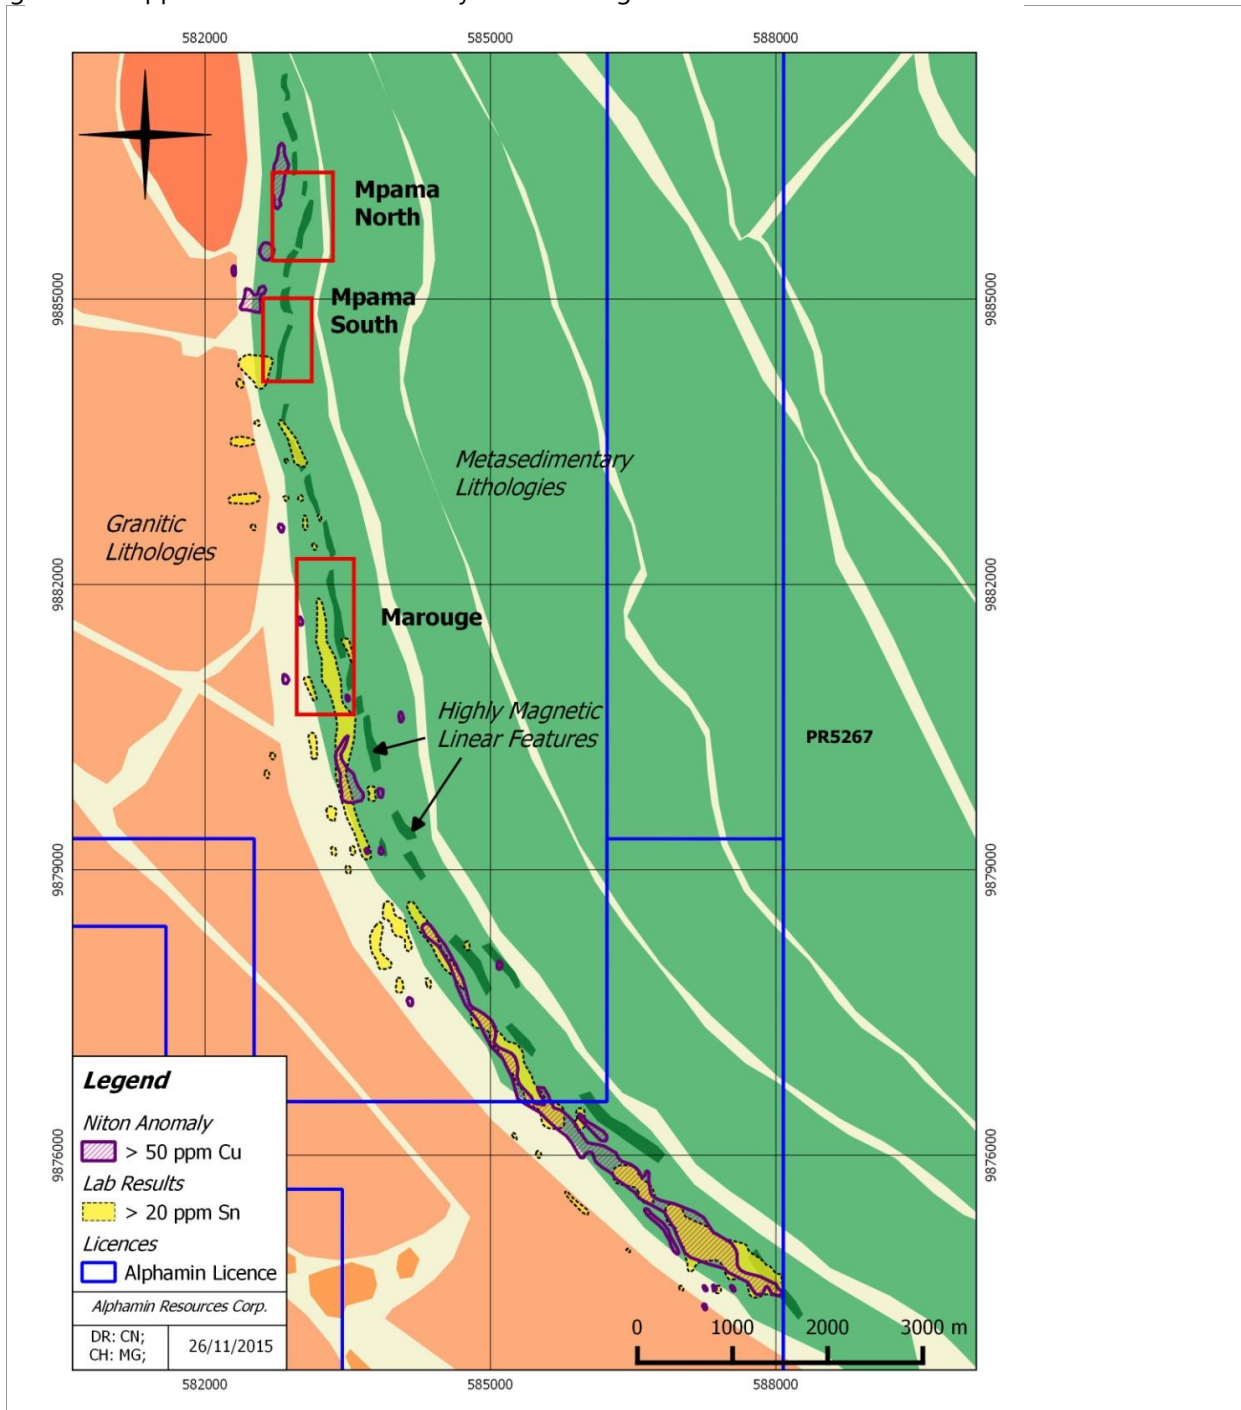 582000
585000
588000
Mpama
North
9885000
9885000
Mpama
South
Metasedimentary
Lithologies
Granitic
Lithologies
9882000
9882000
Marouge
Highly Magnetic
Linear Features
PR5267
9879000
9879000
9876000
9876000
Legend
Niton Anomaly
> 50 ppm Cu
Lab Results
> 20 ppm Sn
Licences
Alphamin Licence
Alphamin Resources Corp.
DR: CN;
CH: MG;
26/11/2015
0 1000 2000 3000 m
582000
585000
588000